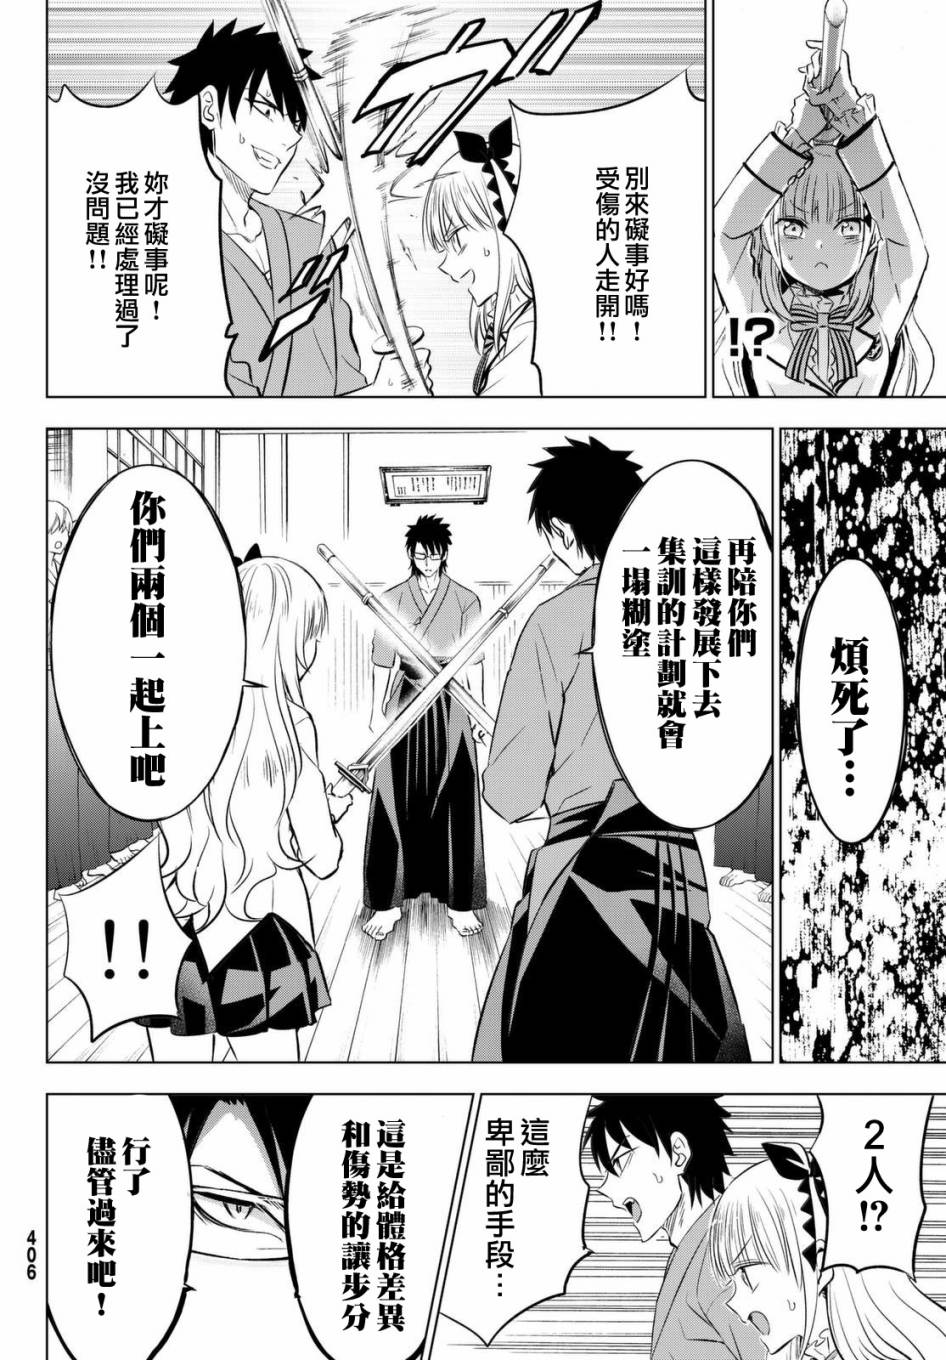 !?
別來礙事好嗎！
受傷的人走開!!
妳才礙事呢！
我已經處理過了
沒問題!!
煩死了…
再陪你們
這樣發展下去
集訓的計劃就會
一塌糊塗
你們兩個一起上吧
!!
2人!?
這麼
卑鄙的手段…
這是給體格差異
和傷勢的讓步分
行了
儘管過來吧！
406